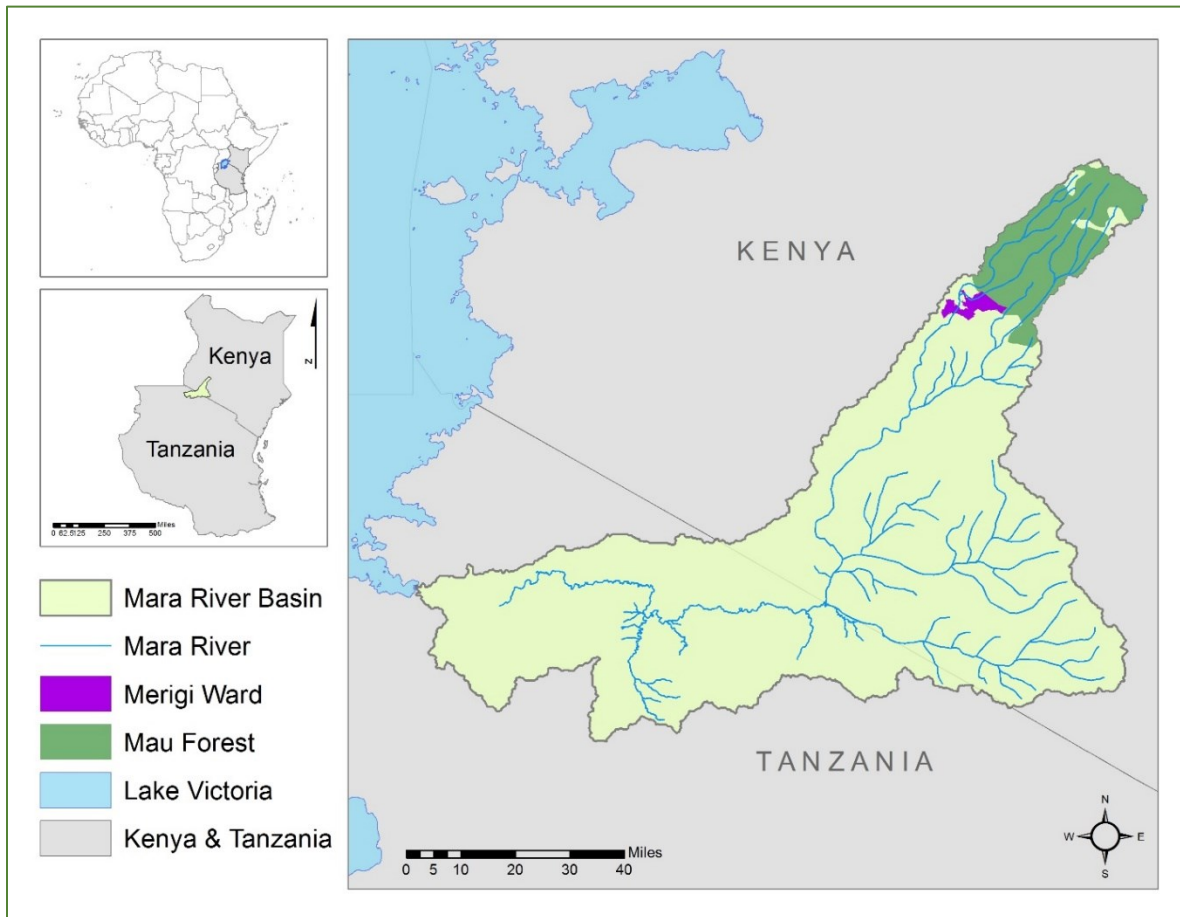 Kenya
Tanzania
N
0 62.5125 250 375 500
Miles
Mara River Basin
Mara River
Merigi Ward
Mau Forest
Lake Victoria
Kenya & Tanzania
KENYA
TANZANIA
0 5 10 20 30 40
Miles
N
W E
S